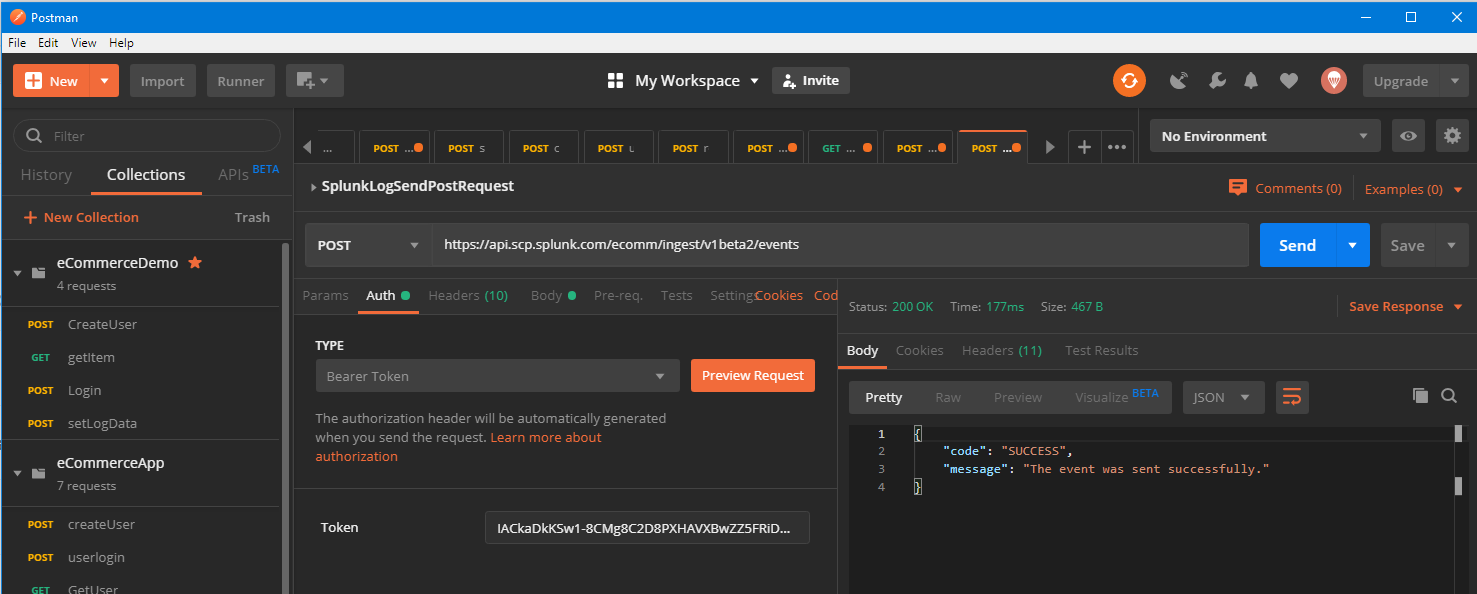 Postman
File Edit View Help
New Import Runner My Workspace Invite Upgrade
Filter
History Collections APIs BETA
New Collection Trash
eCommerceDemo
4 requests
POST CreateUser
GET getItem
POST Login
POST setLogData
eCommerceApp
7 requests
POST createUser
POST userlogin
GET GetUser
... POST ... POST s POST c POST u POST r POST ... GET ... POST ... POST ... No Environment
SplunkLogSendPostRequest Comments (0) Examples (0)
POST https://api.scp.splunk.com/ecomm/ingest/v1beta2/events Send Save
Params Auth Headers (10) Body Pre-req. Tests Settings Cookies Cod
TYPE
Bearer Token Preview Request
The authorization header will be automatically generated
when you send the request. Learn more about
authorization
Token IACkaDkKSw1-8CMg8C2D8PXHAVXBwZZ5FRiD...
Status: 200 OK Time: 177ms Size: 467 B Save Response
Body Cookies Headers (11) Test Results
Pretty Raw Preview Visualize BETA JSON
1 {
2 "code": "SUCCESS",
3 "message": "The event was sent successfully."
4 }